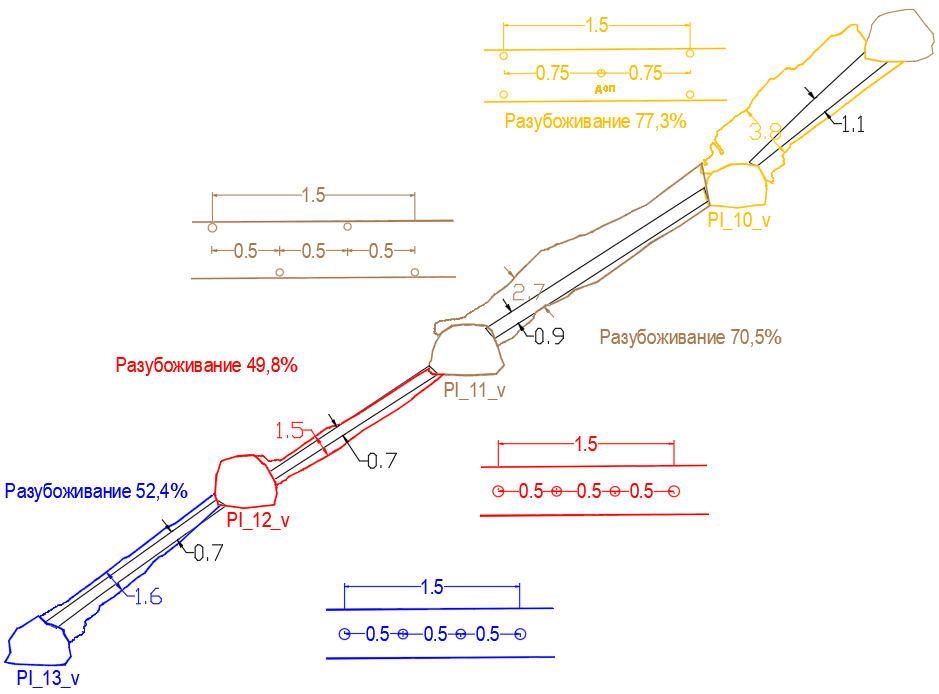 1.5
0.75 0.75
доп
Разубоживание 77,3%
3.8
1.1
PI_10_v
1.5
0.5 0.5 0.5
2.7
0.9
Разубоживание 70,5%
Разубоживание 49,8%
PI_11_v
1.5
0.7
1.5
0.5 0.5 0.5
Разубоживание 52,4%
PI_12_v
0.7
1.6
1.5
0.5 0.5 0.5
PI_13_v